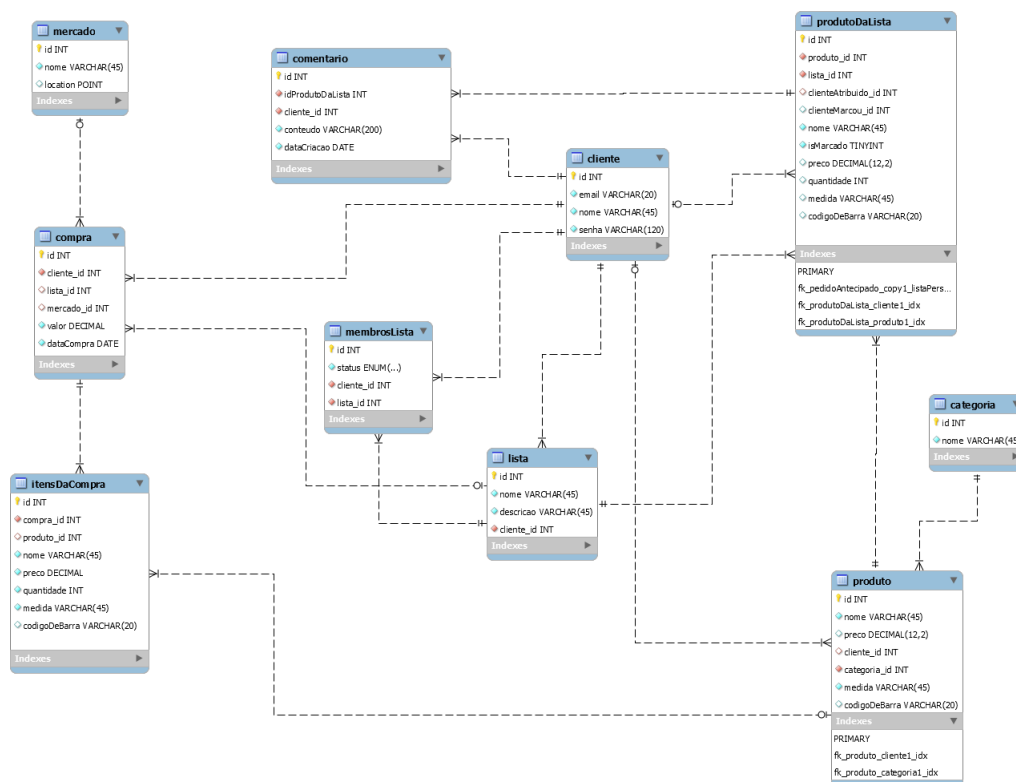 mercado
id INT
nome VARCHAR(45)
location POINT
Indexes
comentario
id INT
idProdutoDaLista INT
cliente_id INT
conteudo VARCHAR(200)
dataCriacao DATE
Indexes
produtoDaLista
id INT
produto_id INT
lista_id INT
clienteAtribuido_id INT
clienteMarcou_id INT
nome VARCHAR(45)
isMarcado TINYINT
preco DECIMAL(12,2)
quantidade INT
medida VARCHAR(45)
codigoDeBarra VARCHAR(20)
Indexes
PRIMARY
fk_pedidoAntecipado_copy1_listaPers...
fk_produtoDaLista_cliente1_idx
fk_produtoDaLista_produto1_idx
cliente
id INT
email VARCHAR(20)
nome VARCHAR(45)
senha VARCHAR(120)
Indexes
compra
id INT
cliente_id INT
lista_id INT
mercado_id INT
valor DECIMAL
dataCompra DATE
Indexes
membrosLista
id INT
status ENUM(...)
cliente_id INT
lista_id INT
Indexes
categoria
id INT
nome VARCHAR(45
Indexes
lista
id INT
nome VARCHAR(45)
descricao VARCHAR(45)
cliente_id INT
Indexes
itensDaCompra
id INT
compra_id INT
produto_id INT
nome VARCHAR(45)
preco DECIMAL
quantidade INT
medida VARCHAR(45)
codigoDeBarra VARCHAR(20)
Indexes
produto
id INT
nome VARCHAR(45)
preco DECIMAL(12,2)
cliente_id INT
categoria_id INT
medida VARCHAR(45)
codigoDeBarra VARCHAR(20)
Indexes
PRIMARY
fk_produto_cliente1_idx
fk_produto_categoria1_idx